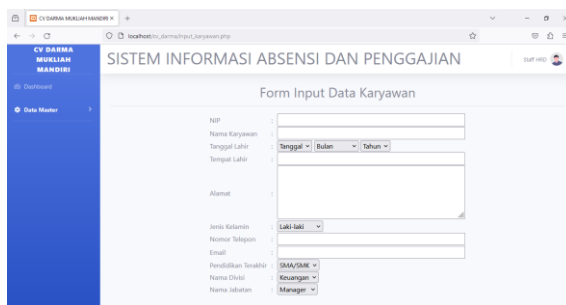 CV DARMA MUKLIAH MANDIRI
localhost/cv_darma/input_karyawan.php
CV DARMA
MUKLIAH
MANDIRI
SISTEM INFORMASI ABSENSI DAN PENGGAJIAN
Staff HRD
Dashboard
Data Master
Form Input Data Karyawan
NIP :
Nama Karyawan :
Tanggal Lahir : Tanggal Bulan Tahun
Tempat Lahir :
Alamat :
Jenis Kelamin : Laki-laki
Nomor Telepon :
Email :
Pendidikan Terakhir : SMA/SMK
Nama Divisi : Keuangan
Nama Jabatan : Manager